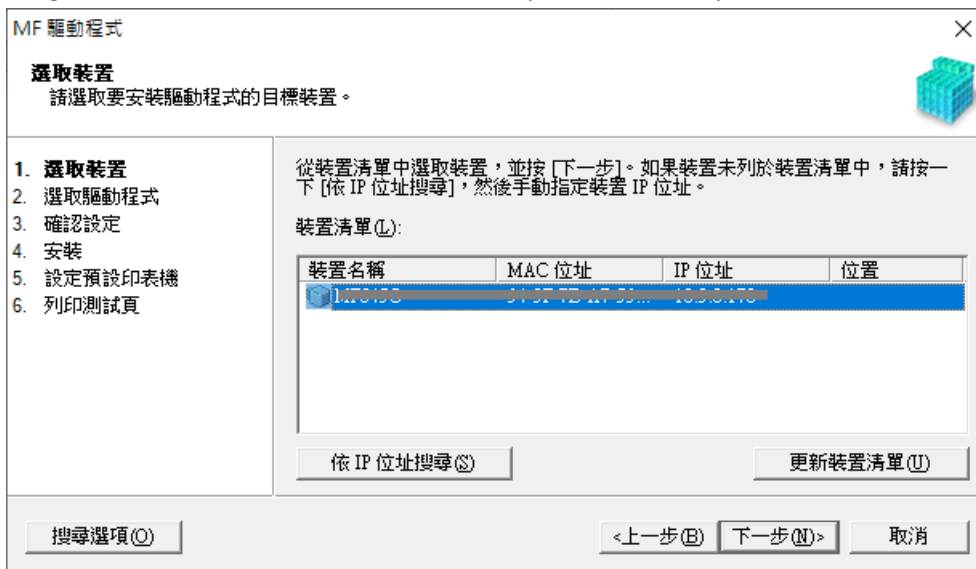 MF 驅動程式
選取裝置
請選取要安裝驅動程式的目標裝置。
1. 選取裝置
2. 選取驅動程式
3. 確認設定
4. 安裝
5. 設定預設印表機
6. 列印測試頁
從裝置清單中選取裝置，並按 [下一步]。如果裝置未列於裝置清單中，請按一
下 [依 IP 位址搜尋]，然後手動指定裝置 IP 位址。
裝置清單(L):
裝置名稱 MAC 位址 IP 位址 位置
依 IP 位址搜尋(S) 更新裝置清單(U)
搜尋選項(O) <上一步(B) 下一步(N)> 取消